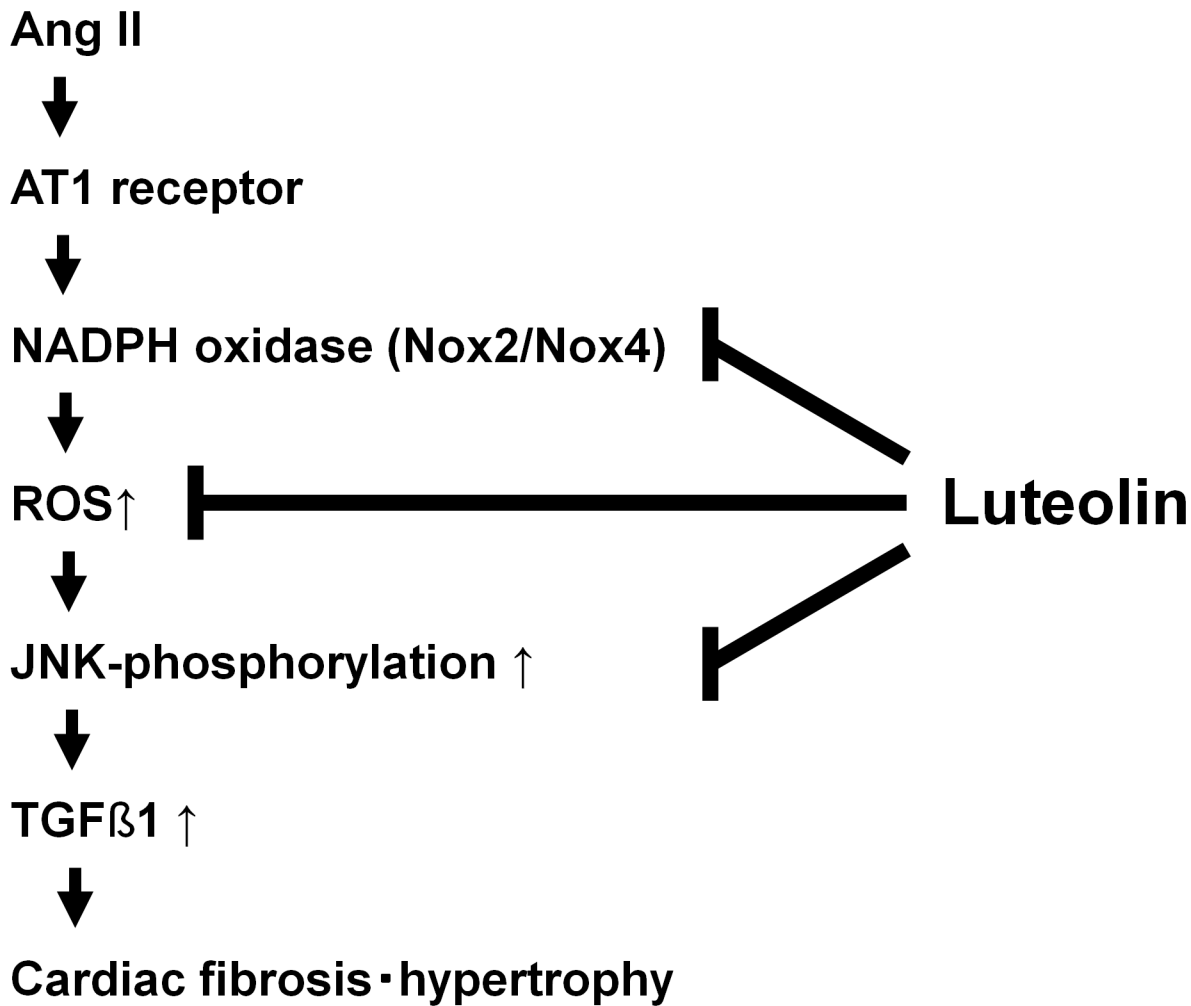 Ang II
AT1 receptor
NADPH oxidase (Nox2/Nox4)
ROS↑
Luteolin
JNK-phosphorylation ↑
TGFß1 ↑
Cardiac fibrosis・hypertrophy